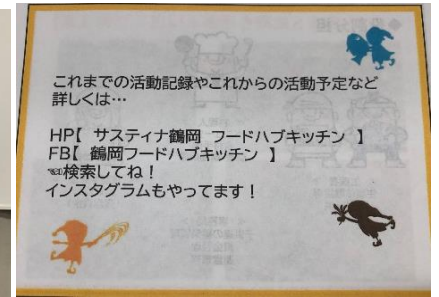 これまでの活動記録やこれからの活動予定など
詳しくは…
HP【 サスティナ鶴岡 フードハブキッチン 】
FB【 鶴岡フードハブキッチン 】
検索してね！
インスタグラムもやってます！